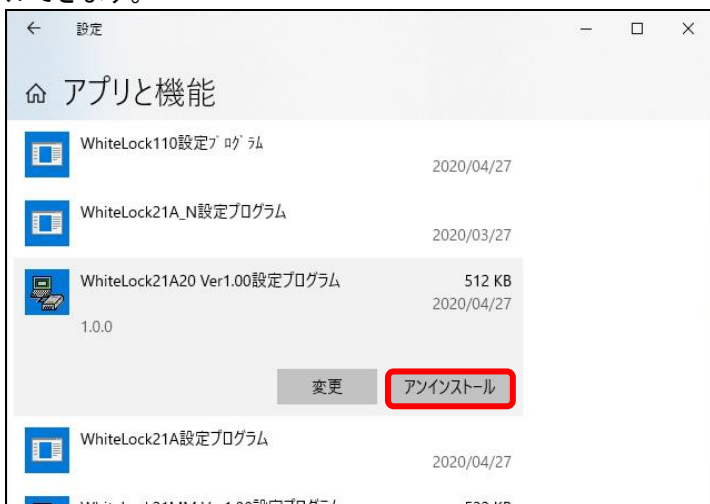 ができます。
設定
アプリと機能
WhiteLock110設定ﾌﾟﾛｸﾞﾗﾑ
2020/04/27
WhiteLock21A_N設定プログラム
2020/03/27
WhiteLock21A20 Ver1.00設定プログラム
512 KB
2020/04/27
1.0.0
変更
アンインストール
WhiteLock21A設定プログラム
2020/04/27